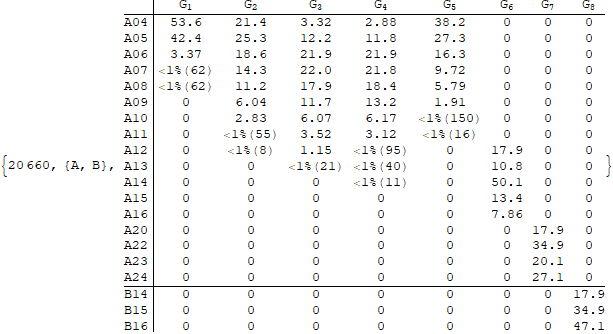 G₁ G₂ G₃ G₄ G₅ G₆ G₇ G₈
A04 53.6 21.4 3.32 2.88 38.2 0 0 0
A05 42.4 25.3 12.2 11.8 27.3 0 0 0
A06 3.37 18.6 21.9 21.9 16.3 0 0 0
A07 <1%(62) 14.3 22.0 21.8 9.72 0 0 0
A08 <1%(62) 11.2 17.9 18.4 5.79 0 0 0
A09 0 6.04 11.7 13.2 1.91 0 0 0
A10 0 2.83 6.07 6.17 <1%(150) 0 0 0
A11 0 <1%(55) 3.52 3.12 <1%(16) 0 0 0
A12 0 <1%(8) 1.15 <1%(95) 0 17.9 0 0
{20660, {A, B}, A13 0 0 <1%(21) <1%(40) 0 10.8 0 0 }
A14 0 0 0 <1%(11) 0 50.1 0 0
A15 0 0 0 0 0 13.4 0 0
A16 0 0 0 0 0 7.86 0 0
A20 0 0 0 0 0 0 17.9 0
A22 0 0 0 0 0 0 34.9 0
A23 0 0 0 0 0 0 20.1 0
A24 0 0 0 0 0 0 27.1 0
B14 0 0 0 0 0 0 0 17.9
B15 0 0 0 0 0 0 0 34.9
B16 0 0 0 0 0 0 0 47.1